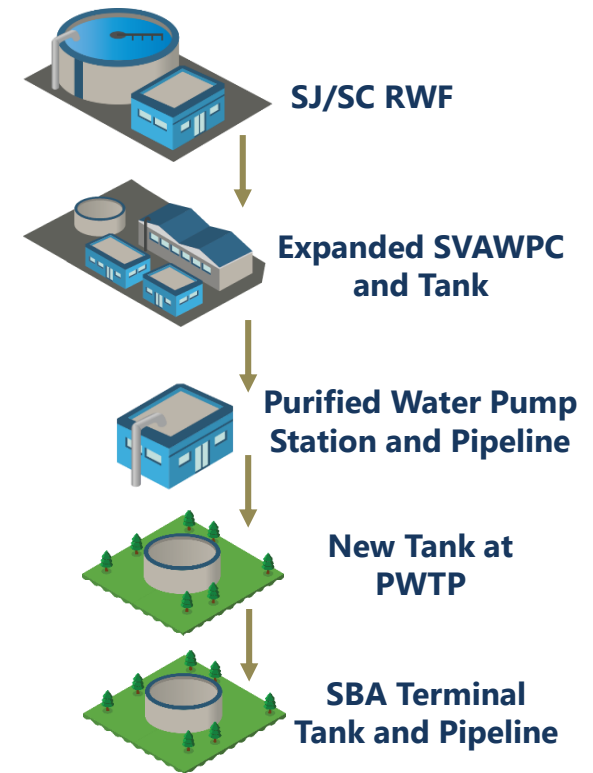 SJ/SC RWF
Expanded SVAWPC
and Tank
Purified Water Pump
Station and Pipeline
New Tank at
PWTP
SBA Terminal
Tank and Pipeline